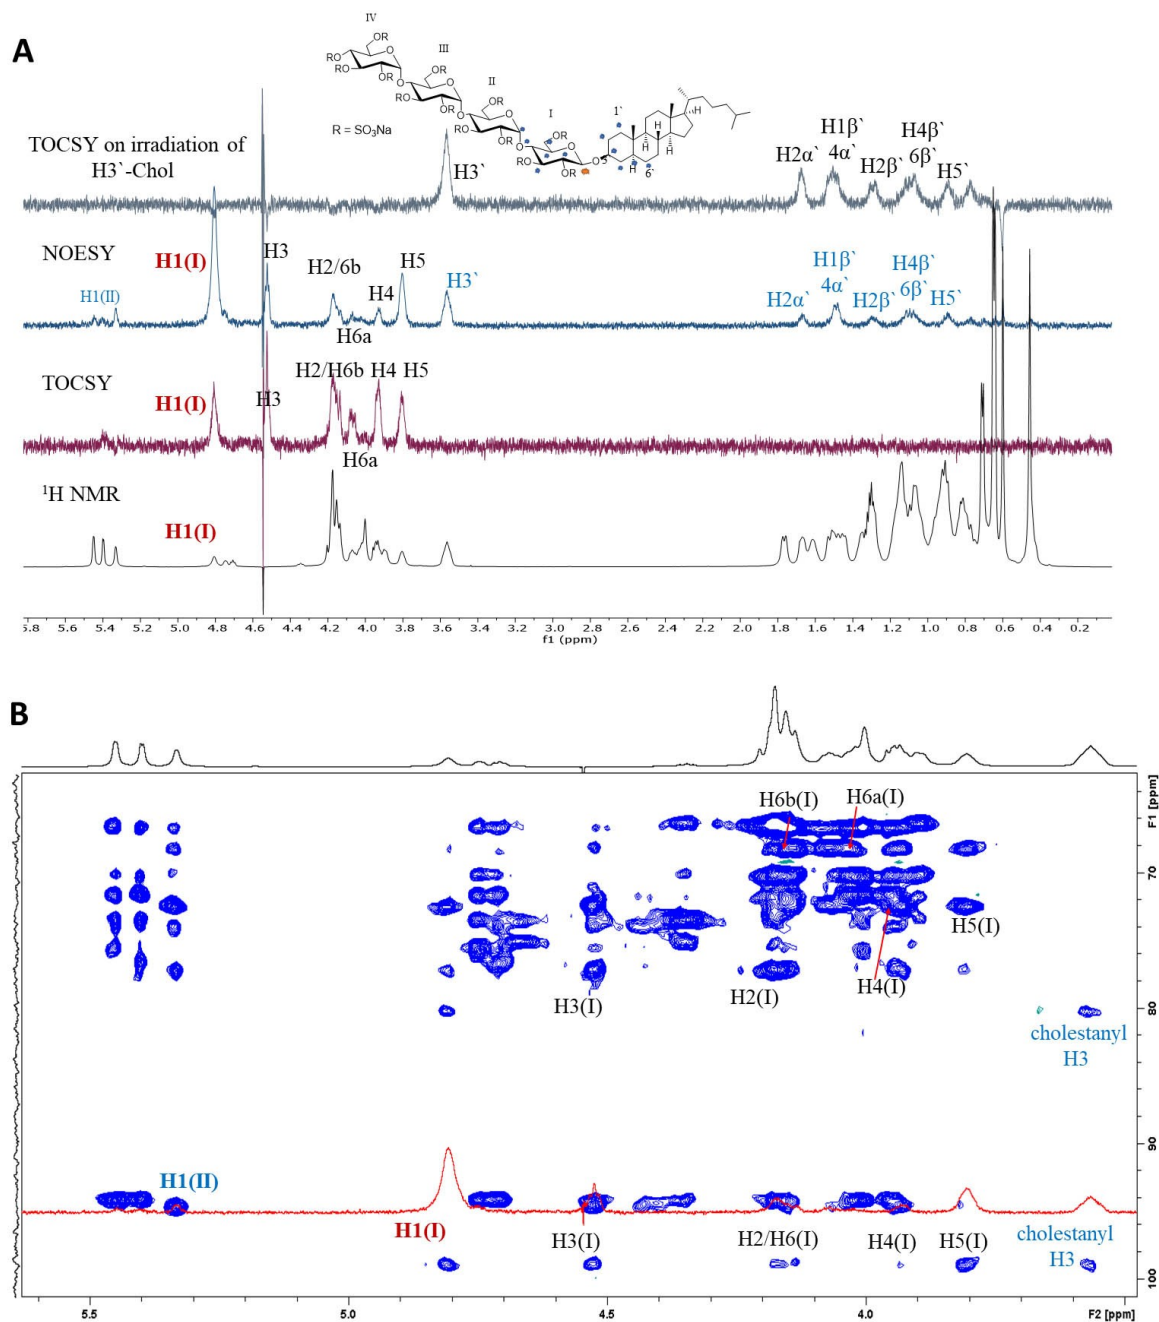 A
IV
III
II
I
OR
RO
RO
OR
OR
O
RO
OR
OR
O
RO
OR
OR
O
RO
OR
O
1`
3`
H
H
H
H
6`
R = SO3Na
TOCSY on irradiation of
H3`-Chol
H3`
H2α`
H1β`
4α`
H2β`
H4β`
6β`
H5`
NOESY
H1(I)
H1(II)
H3
H2/6b
H6a
H4
H5
H3`
H2α`
H1β`
4α`
H2β`
H4β`
6β`
H5`
TOCSY
H1(I)
H3
H2/H6b
H6a
H4
H5
1H NMR
H1(I)
5.8 5.6 5.4 5.2 5.0 4.8 4.6 4.4 4.2 4.0 3.8 3.6 3.4 3.2 3.0 2.8 2.6 2.4 2.2 2.0 1.8 1.6 1.4 1.2 1.0 0.8 0.6 0.4 0.2
f1 (ppm)
B
F1 [ppm]
H6b(I)
H6a(I)
70
H5(I)
H3(I)
H2(I)
H4(I)
80
cholestanyl
H3
90
H1(II)
H1(I)
H3(I)
H2/H6(I)
H4(I)
H5(I)
cholestanyl
H3
100
5.5 5.0 4.5 4.0 F2 [ppm]